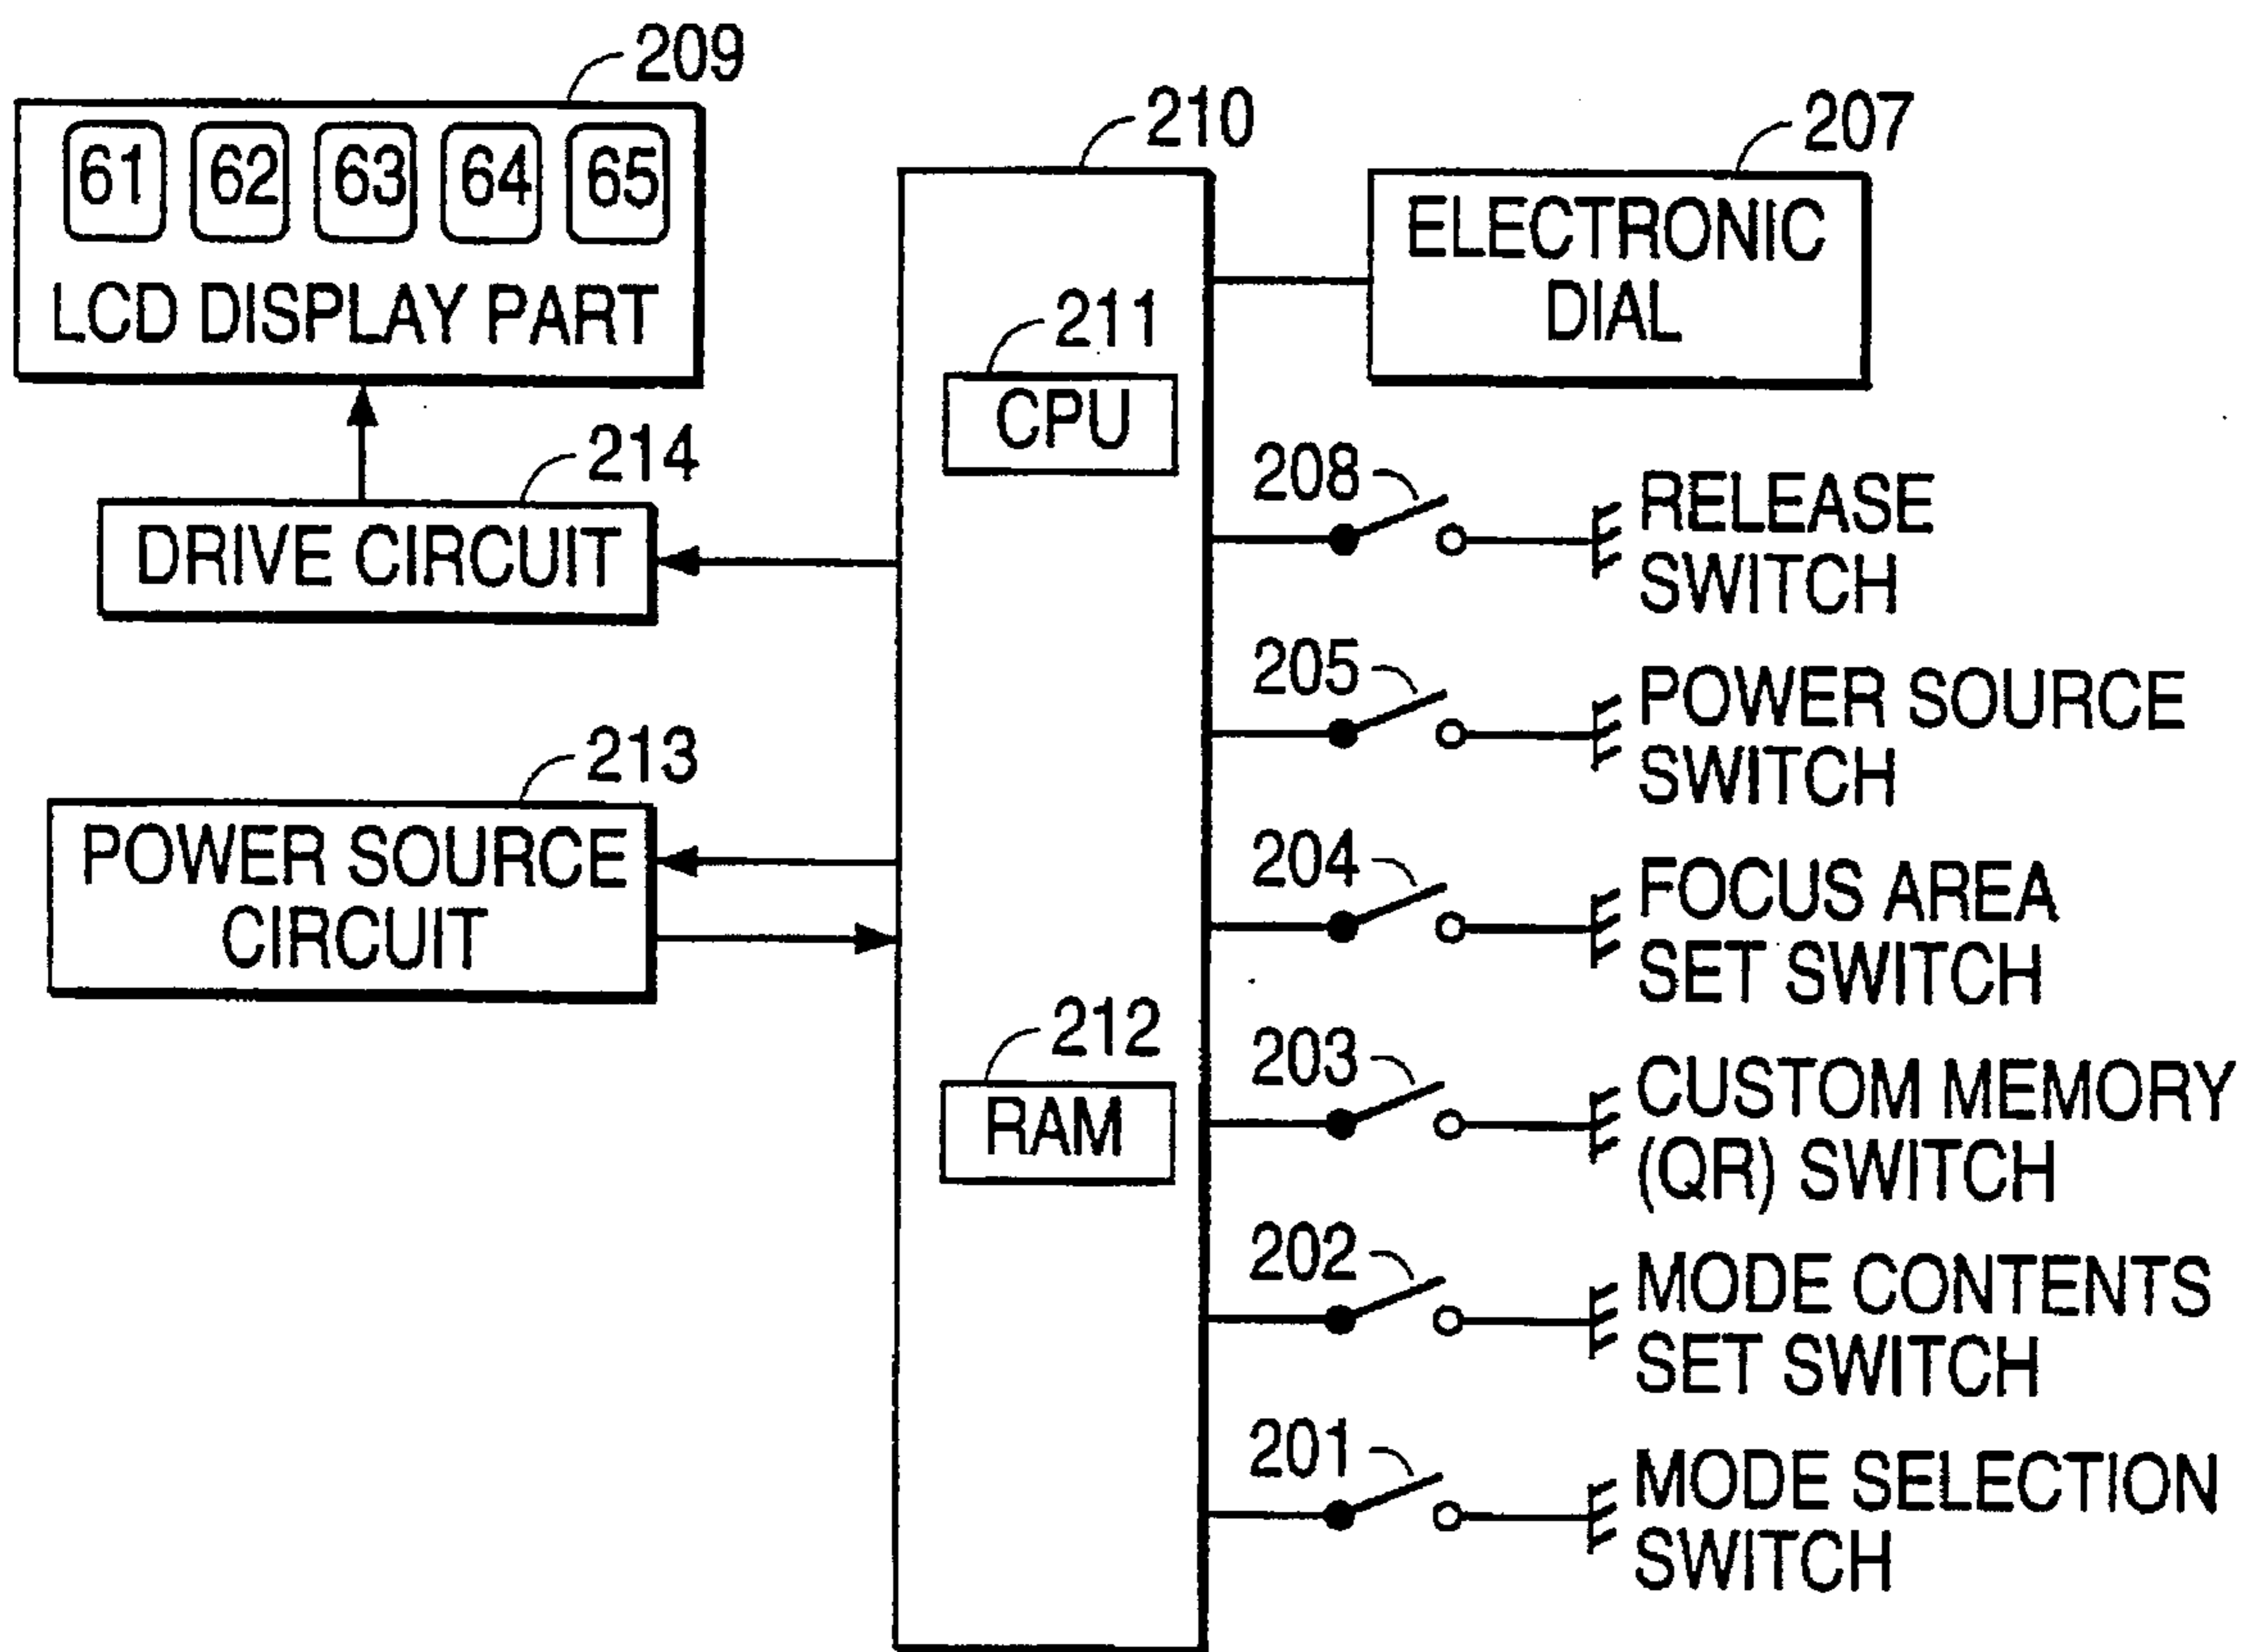 209
61 62 63 64 65
LCD DISPLAY PART
214
DRIVE CIRCUIT
213
POWER SOURCE
CIRCUIT
210
211
CPU
212
RAM
207
ELECTRONIC
DIAL
208
RELEASE
SWITCH
205
POWER SOURCE
SWITCH
204
FOCUS AREA
SET SWITCH
203
CUSTOM MEMORY
(QR) SWITCH
202
MODE CONTENTS
SET SWITCH
201
MODE SELECTION
SWITCH